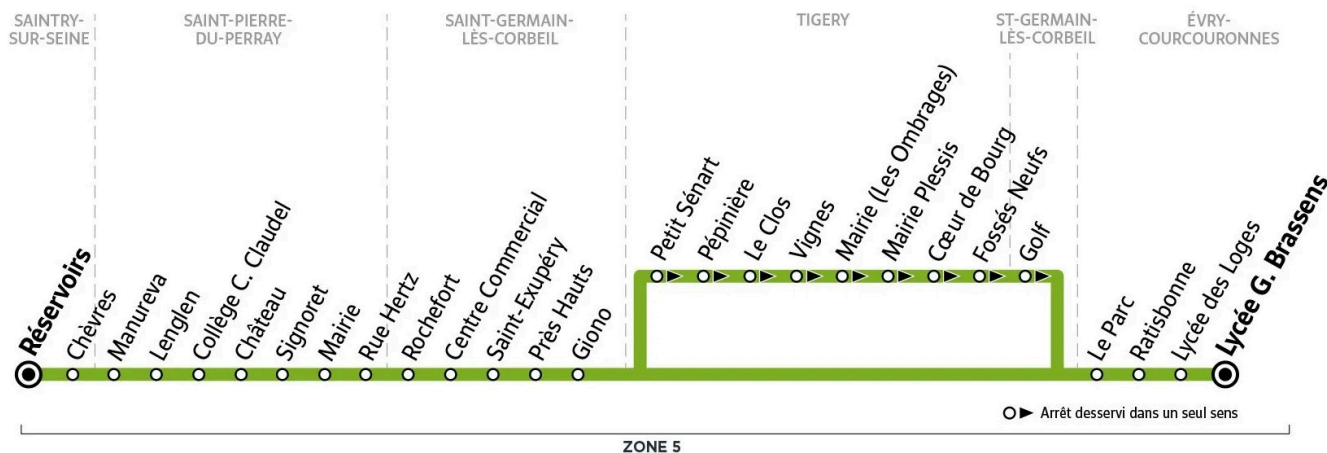 SAINTRY-
SUR-SEINE
SAINT-PIERRE-
DU-PERRAY
SAINT-GERMAIN-
LÈS-CORBEIL
TIGERY
ST-GERMAIN-
LÈS-CORBEIL
ÉVRY-
COURCOURONNES
Réservoirs
Chèvres
Manureva
Lenglen
Collège C. Claudel
Château
Signoret
Mairie
Rue Hertz
Rochefort
Centre Commercial
Saint-Exupéry
Près Hauts
Giono
Petit Sénart
Pépinière
Le Clos
Vignes
Mairie (Les Ombrages)
Mairie Plessis
Cœur de Bourg
Fossés Neufs
Golf
Le Parc
Ratisbonne
Lycée des Loges
Lycée G. Brassens
Arrêt desservi dans un seul sens
ZONE 5